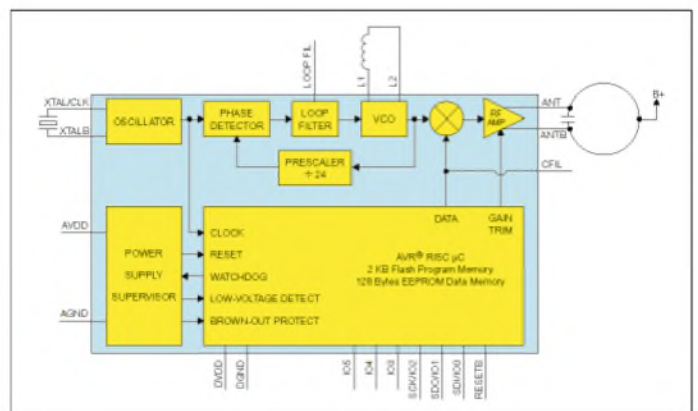 LOOP FIL
L1
L2
XTAL/CLK
XTALB
OSCILLATOR
PHASE
DETECTOR
LOOP
FILTER
VCO
RF
AMP
ANT
ANTB
B+
PRESCALER
÷ 24
CFIL
DATA
GAIN
TRIM
AVDD
AGND
POWER
SUPPLY
SUPERVISOR
CLOCK
RESET
WATCHDOG
LOW-VOLTAGE DETECT
BROWN-OUT PROTECT
AVR® RISC µC
2 KB Flash Program Memory
128 Bytes EEPROM Data Memory
DVDD
DGND
IO5
IO4
IO3
SCK/IO2
SDO/IO1
SDI/IO0
RESETB